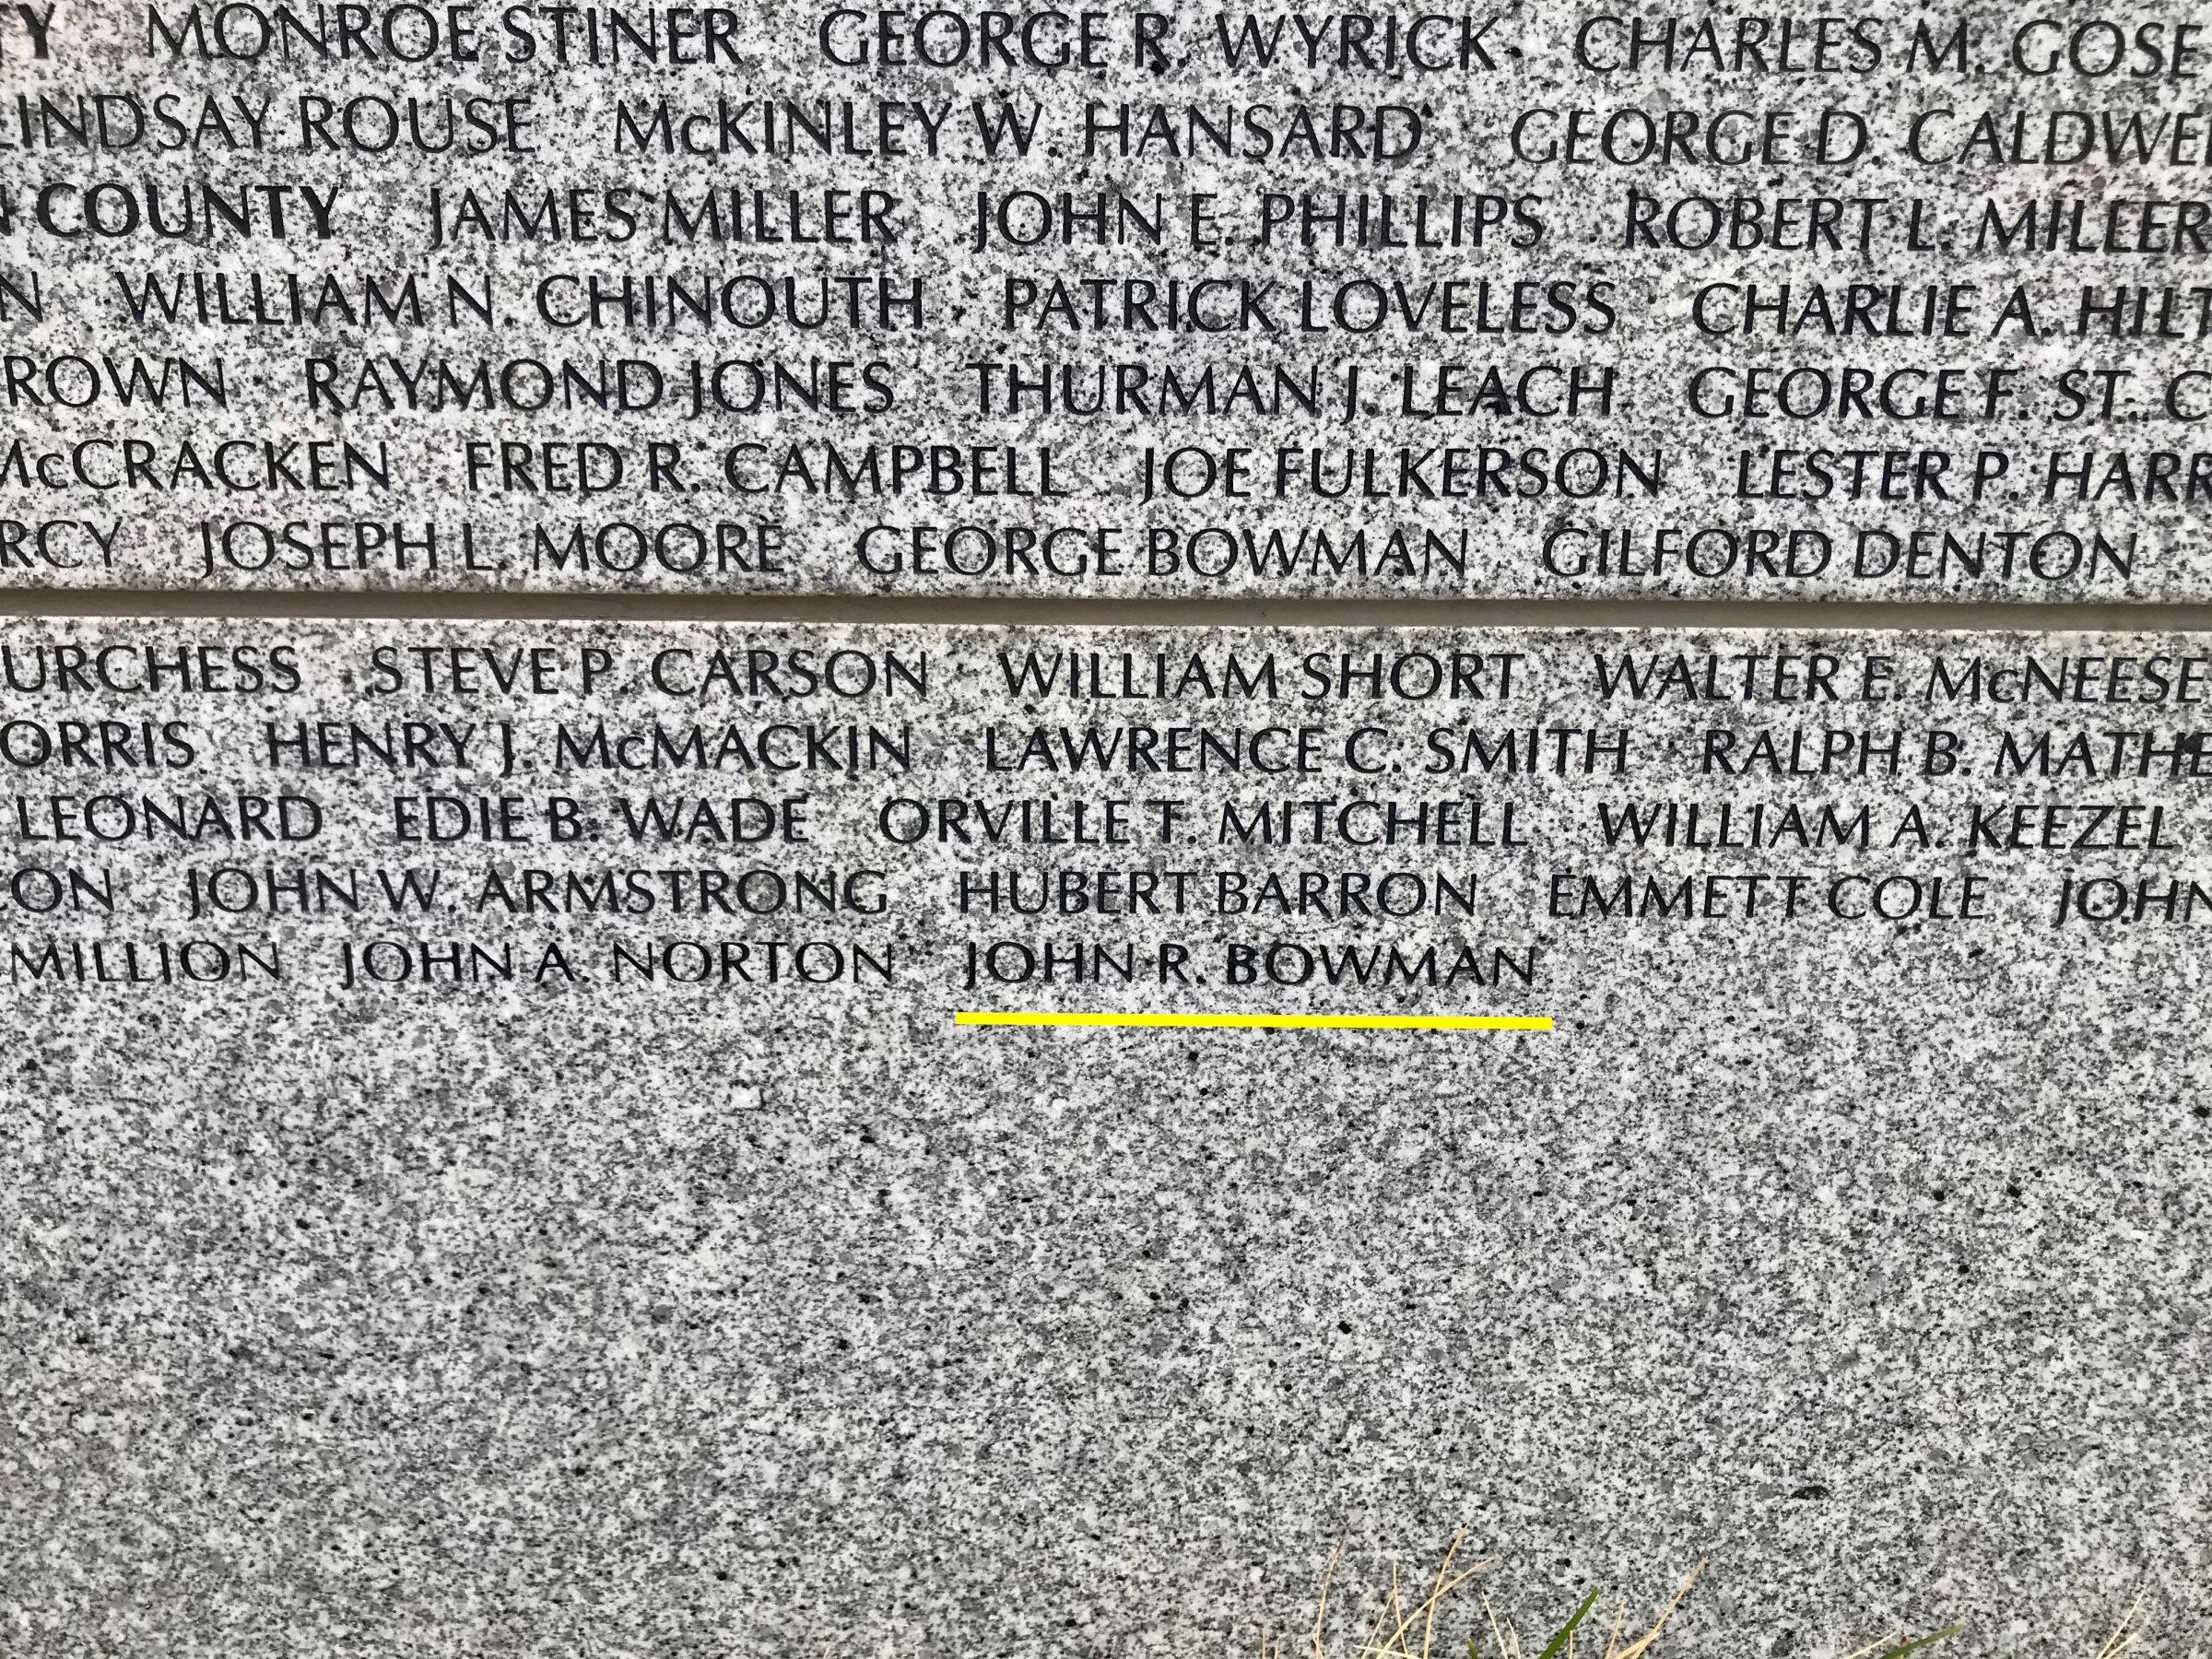 Y MONROE STINER GEORGE R. WYRICK CHARLES M. GOSE
INDSAY ROUSE McKINLEY W. HANSARD GEORGE D. CALDWE
N COUNTY JAMES MILLER JOHN E. PHILLIPS ROBERT L. MILLER
N WILLIAM N. CHINOUTH PATRICK LOVELESS CHARLIE A. HILT
ROWN RAYMOND JONES THURMAN J. LEACH GEORGE F. ST. C
McCRACKEN FRED R. CAMPBELL JOE FULKERSON LESTER P. HARR
RCY JOSEPH L. MOORE GEORGE BOWMAN GILFORD DENTON
URCHESS STEVE P. CARSON WILLIAM SHORT WALTER E. McNEESE
ORRIS HENRY J. McMACKIN LAWRENCE C. SMITH RALPH B. MATHE
LEONARD EDIE B. WADE ORVILLE T. MITCHELL WILLIAM A. KEEZEL
ON JOHN W. ARMSTRONG HUBERT BARRON EMMETT COLE JOHN
MILLION JOHN A. NORTON JOHN R. BOWMAN